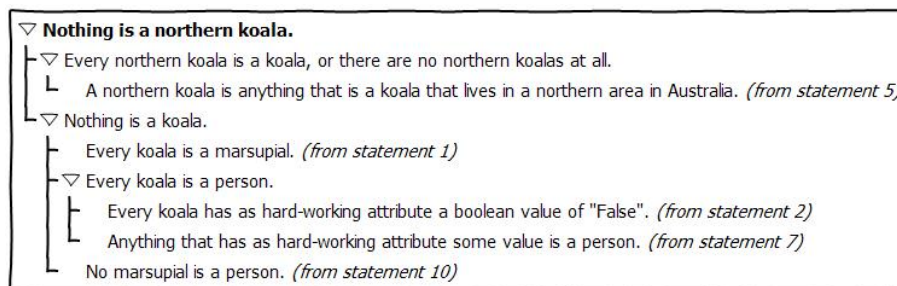 Nothing is a northern koala.
Every northern koala is a koala, or there are no northern koalas at all.
A northern koala is anything that is a koala that lives in a northern area in Australia. (from statement 5)
Nothing is a koala.
Every koala is a marsupial. (from statement 1)
Every koala is a person.
Every koala has as hard-working attribute a boolean value of "False". (from statement 2)
Anything that has as hard-working attribute some value is a person. (from statement 7)
No marsupial is a person. (from statement 10)